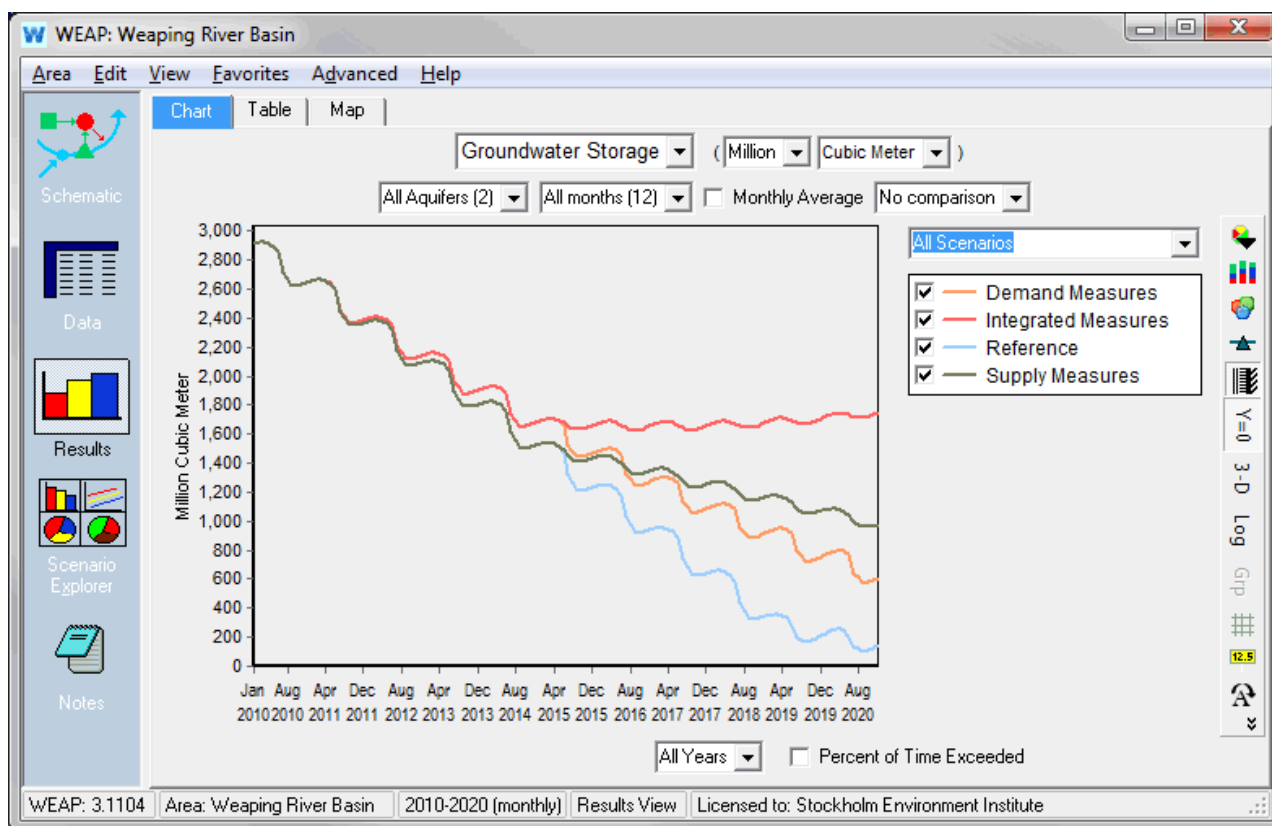 WEAP: Weaping River Basin
Area Edit View Favorites Advanced Help
Chart Table Map
Groundwater Storage ( Million Cubic Meter )
All Aquifers (2) All months (12) Monthly Average No comparison
All Scenarios
Demand Measures
Integrated Measures
Reference
Supply Measures
Schematic
Data
Results
Scenario
Explorer
Notes
Million Cubic Meter
3,000
2,800
2,600
2,400
2,200
2,000
1,800
1,600
1,400
1,200
1,000
800
600
400
200
0
Jan Aug Apr Dec Aug Apr Dec Aug Apr Dec Aug Apr Dec Aug Apr Dec Aug
2010 2010 2011 2011 2012 2013 2013 2014 2015 2015 2016 2017 2017 2018 2019 2019 2020
Y=0
3-D
Log
Grp
12.5
A
All Years Percent of Time Exceeded
WEAP: 3.1104 Area: Weaping River Basin 2010-2020 (monthly) Results View Licensed to: Stockholm Environment Institute